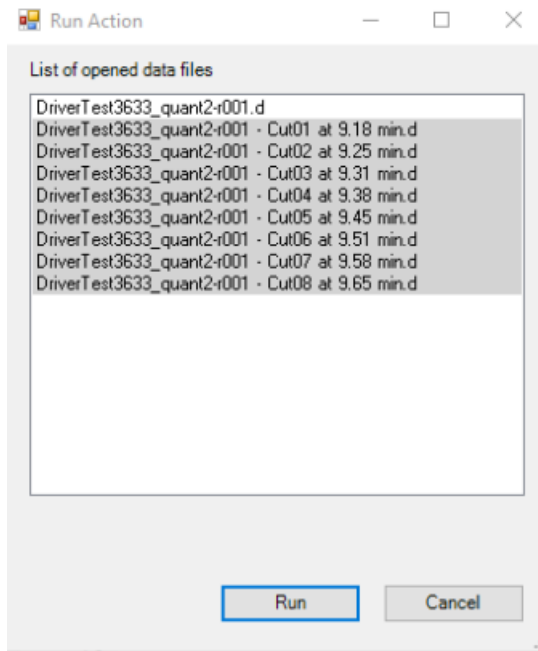 Run Action
List of opened data files
DriverTest3633_quant2-r001.d
DriverTest3633_quant2-r001 - Cut01 at 9.18 min.d
DriverTest3633_quant2-r001 - Cut02 at 9.25 min.d
DriverTest3633_quant2-r001 - Cut03 at 9.31 min.d
DriverTest3633_quant2-r001 - Cut04 at 9.38 min.d
DriverTest3633_quant2-r001 - Cut05 at 9.45 min.d
DriverTest3633_quant2-r001 - Cut06 at 9.51 min.d
DriverTest3633_quant2-r001 - Cut07 at 9.58 min.d
DriverTest3633_quant2-r001 - Cut08 at 9.65 min.d
Run Cancel